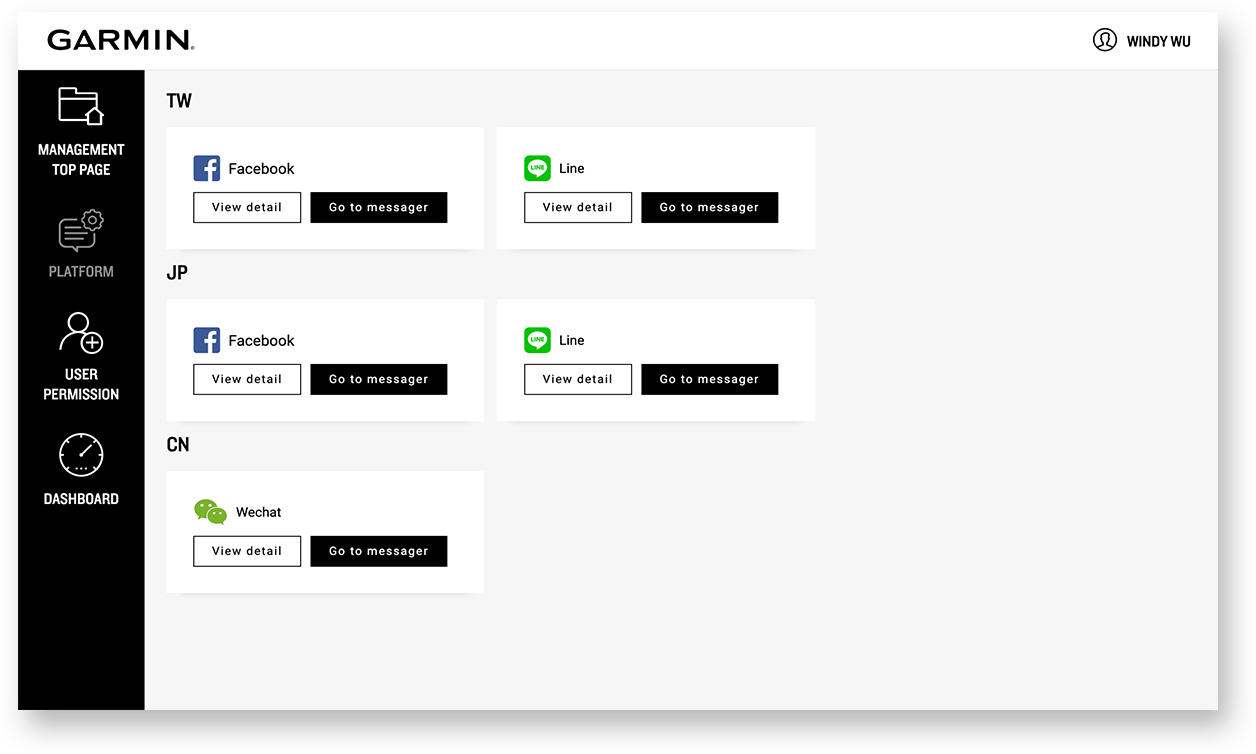 GARMIN.
WINDY WU
MANAGEMENT
TOP PAGE
PLATFORM
USER
PERMISSION
DASHBOARD
TW
Facebook
View detail
Go to messager
LINE
Line
View detail
Go to messager
JP
Facebook
View detail
Go to messager
LINE
Line
View detail
Go to messager
CN
Wechat
View detail
Go to messager